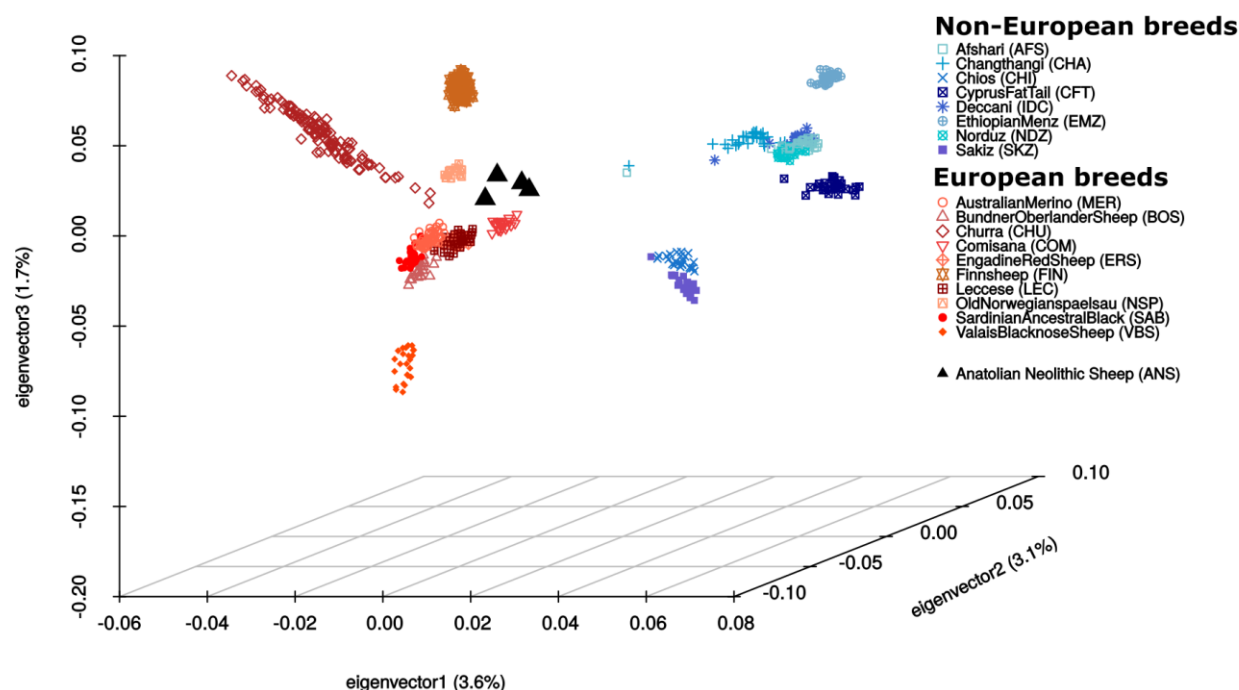 Non-European breeds
Afshari (AFS)
Changthangi (CHA)
Chios (CHI)
CyprusFatTail (CFT)
Deccani (IDC)
EthiopianMenz (EMZ)
Norduz (NDZ)
Sakiz (SKZ)
European breeds
AustralianMerino (MER)
BundnerOberlanderSheep (BOS)
Churra (CHU)
Comisana (COM)
EngadineRedSheep (ERS)
Finnsheep (FIN)
Leccese (LEC)
OldNorwegianspaelsau (NSP)
SardinianAncestralBlack (SAB)
ValaisBlacknoseSheep (VBS)
Anatolian Neolithic Sheep (ANS)
eigenvector3 (1.7%)
0.10
0.05
0.00
-0.05
-0.10
-0.15
-0.20
-0.06 -0.04 -0.02 0.00 0.02 0.04 0.06 0.08
eigenvector1 (3.6%)
0.10
0.05
0.00
-0.05
-0.10
eigenvector2 (3.1%)